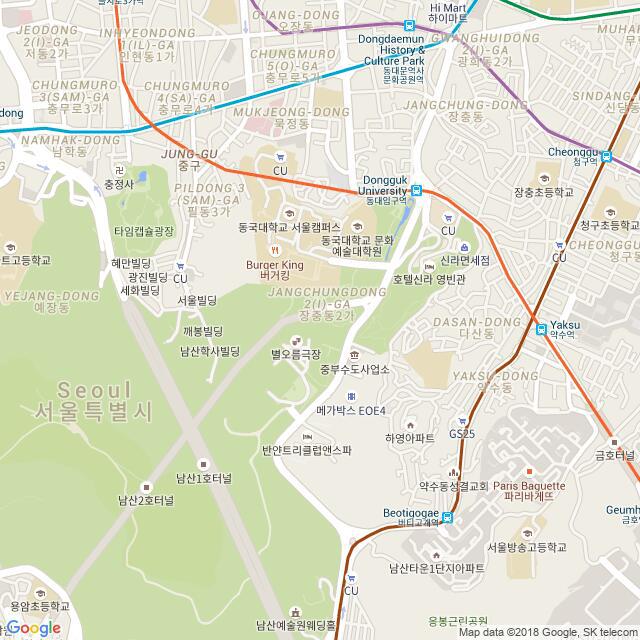 Hi Mart
하이마트
OUANG-DONG
오장동
JEODONG
2(I)-GA
저동2가
INHYEONDONG
1(IL)-GA
인현동1가
CHUNGMURO
5(O)-GA
충무로5가
Dongdaemun
History &
Culture Park
동대문역사
문화공원역
GWANGHUIDONG
2(I)-GA
광희동2가
CHUNGMURO
3(SAM)-GA
충무로3가
CHUNGMURO
4(SA)-GA
충무로4가
MUKJEONG-DONG
묵정동
JANGCHUNG-DONG
장충동
NAMHAK-DONG
남학동
JUNG-GU
중구
CU
Cheonggu
청구역
충정사
PILDONG 3
(SAM)-GA
필동3가
Dongguk
University
동대입구역
장충초등학교
타임캡슐광장
동국대학교 서울캠퍼스
동국대학교 문화
예술대학원
CU
청구초등학교
혜만빌딩
광진빌딩
세화빌딩
CU
Burger King
버거킹
신라면세점
호텔신라 영빈관
YEJANG-DONG
예장동
서울빌딩
JANGCHUNGDONG
2(I)-GA
장충동2가
깨봉빌딩
남산학사빌딩
별오름극장
중부수도사업소
DASAN-DONG
다산동
Yaksu
약수역
YAKSU-DONG
약수동
Seoul
서울특별시
메가박스 EOE4
반얀트리클럽앤스파
하영아파트
GS25
금호터널
남산1호터널
남산2호터널
약수동성결교회
Paris Baguette
파리바게뜨
Beotigogae
버티고개역
서울방송고등학교
남산타운1단지아파트
CU
용암초등학교
남산예술원웨딩홀
응봉근린공원
Google
Map data ©2018 Google, SK telecom